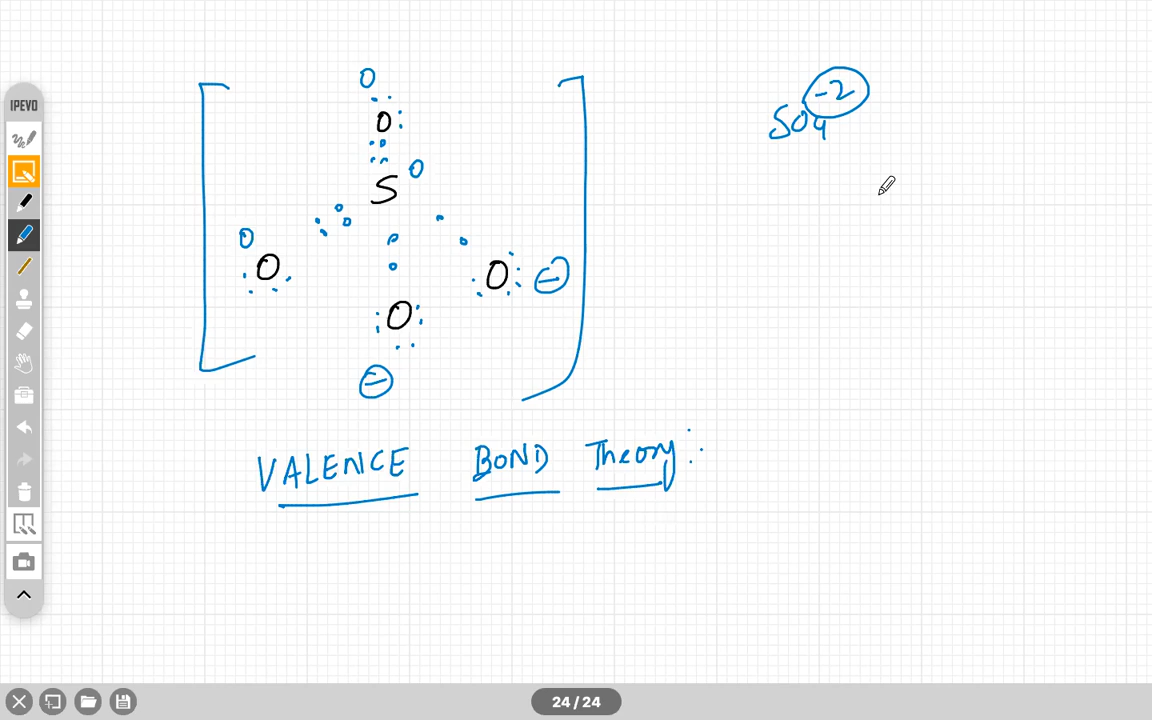 IPEVO
O
O
S O
SO4 -2
O
O O -
O
-
VALENCE BOND Theory :.
24 / 24